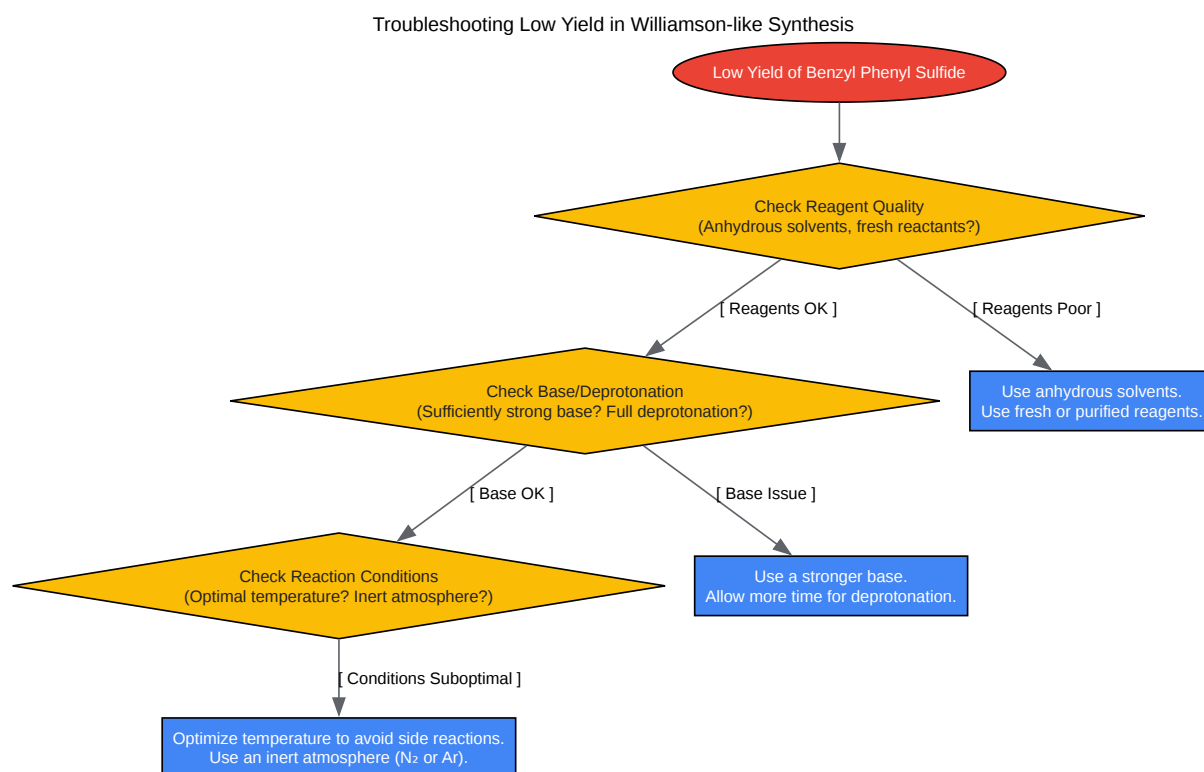 Troubleshooting Low Yield in Williamson-like Synthesis
Low Yield of Benzyl Phenyl Sulfide
Check Reagent Quality
(Anhydrous solvents, fresh reactants?)
[ Reagents OK ]
[ Reagents Poor ]
Check Base/Deprotonation
(Sufficiently strong base? Full deprotonation?)
Use anhydrous solvents.
Use fresh or purified reagents.
[ Base OK ]
[ Base Issue ]
Check Reaction Conditions
(Optimal temperature? Inert atmosphere?)
Use a stronger base.
Allow more time for deprotonation.
[ Conditions Suboptimal ]
Optimize temperature to avoid side reactions.
Use an inert atmosphere (N₂ or Ar).